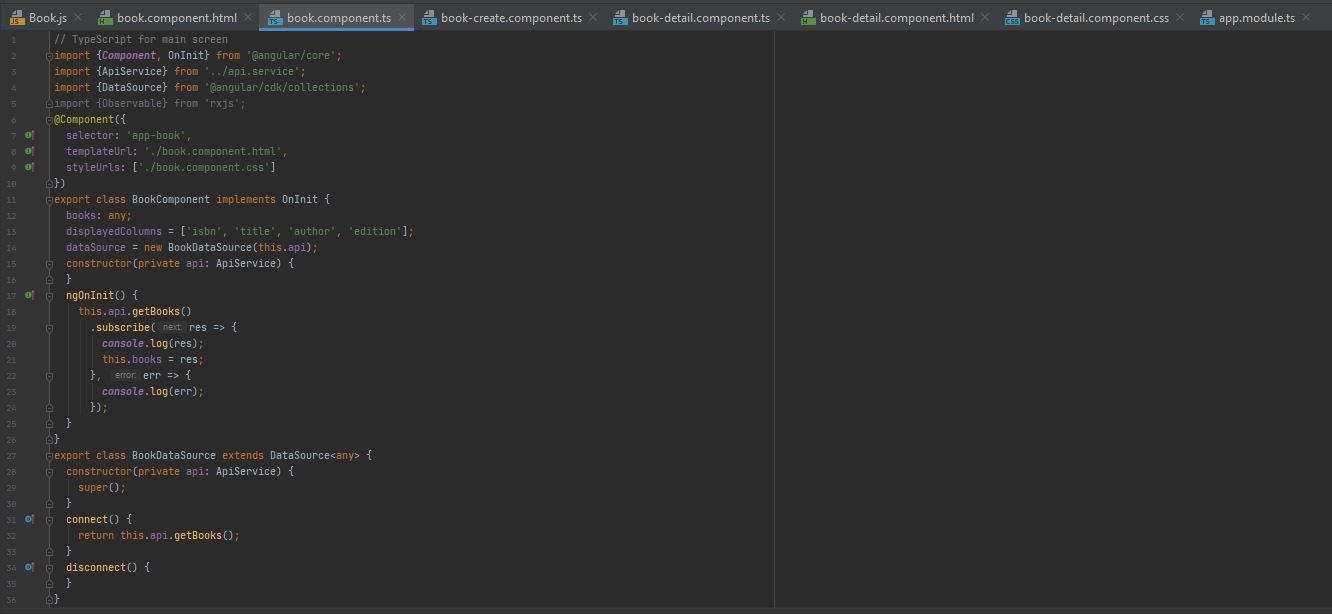 Book.js book.component.html book.component.ts book-create.component.ts book-detail.component.ts book-detail.component.html book-detail.component.css app.module.ts
1 // TypeScript for main screen
2 import {Component, OnInit} from '@angular/core';
3 import {ApiService} from '../api.service';
4 import {DataSource} from '@angular/cdk/collections';
5 import {Observable} from 'rxjs';
6 @Component({
7 selector: 'app-book',
8 templateUrl: './book.component.html',
9 styleUrls: ['./book.component.css']
10 })
11 export class BookComponent implements OnInit {
12 books: any;
13 displayedColumns = ['isbn', 'title', 'author', 'edition'];
14 dataSource = new BookDataSource(this.api);
15 constructor(private api: ApiService) {
16 }
17 ngOnInit() {
18 this.api.getBooks()
19 .subscribe( next: res => {
20 console.log(res);
21 this.books = res;
22 }, error: err => {
23 console.log(err);
24 });
25 }
26 }
27 export class BookDataSource extends DataSource<any> {
28 constructor(private api: ApiService) {
29 super();
30 }
31 connect() {
32 return this.api.getBooks();
33 }
34 disconnect() {
35 }
36 }